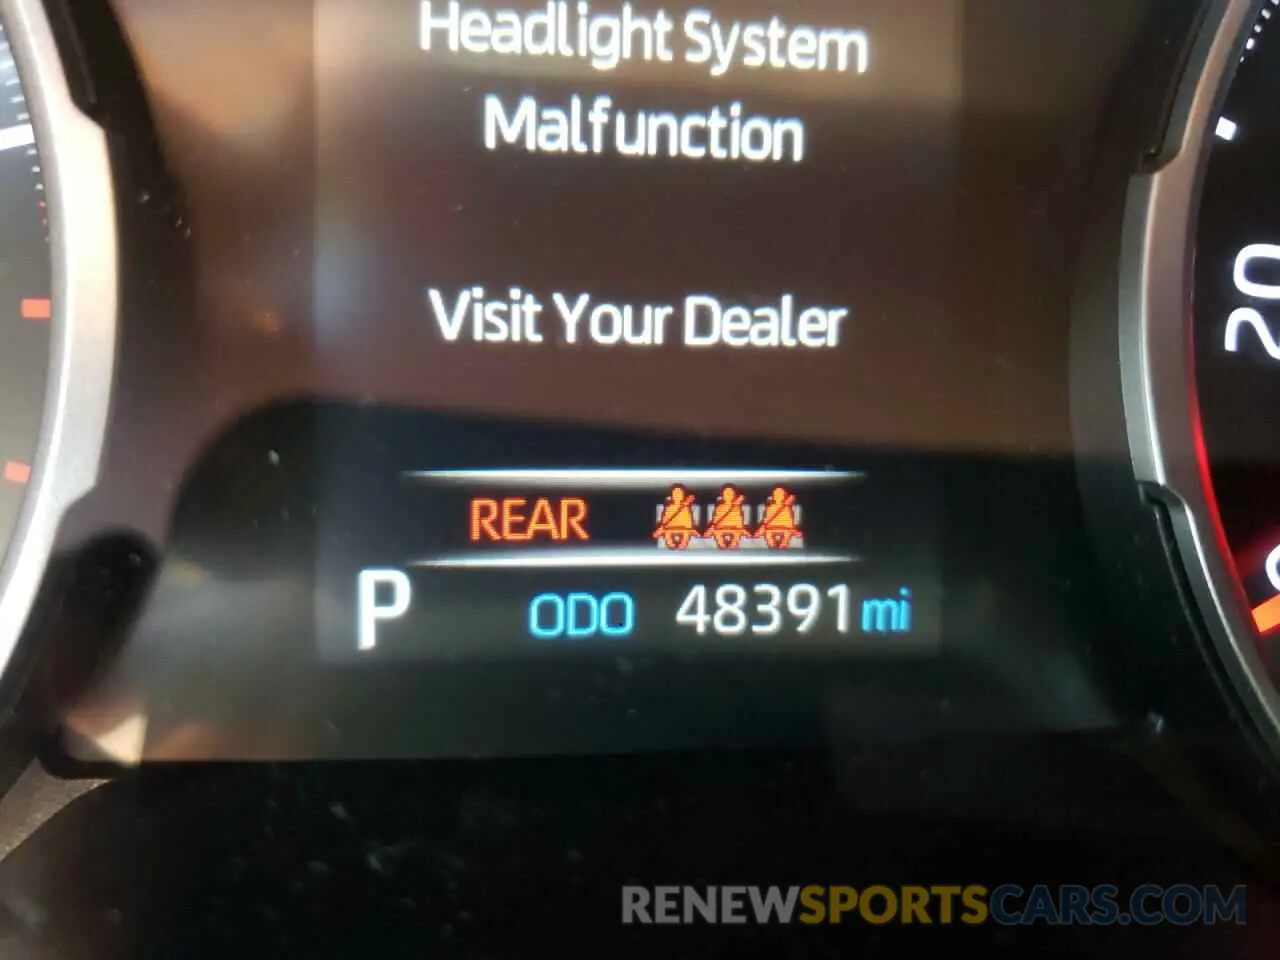 Headlight System
Malfunction
Visit Your Dealer
20
REAR
P ODO 48391 mi
RENEWSPORTSCARS.COM